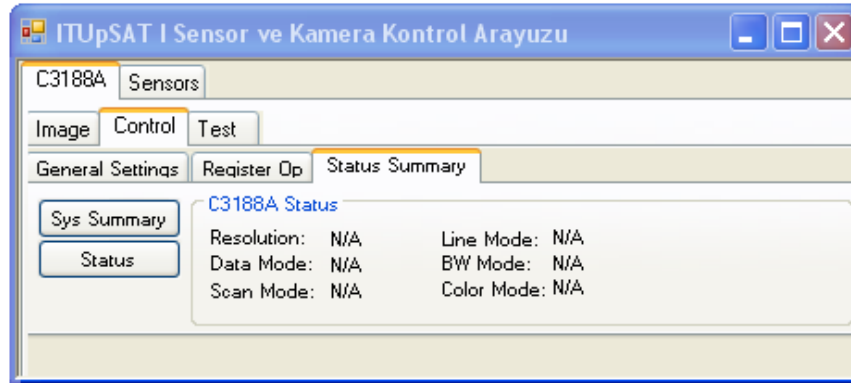 ITUpSAT I Sensor ve Kamera Kontrol Arayuzu
C3188A Sensors
Image Control Test
General Settings Register Op Status Summary
Sys Summary
Status
C3188A Status
Resolution: N/A Line Mode: N/A
Data Mode: N/A BW Mode: N/A
Scan Mode: N/A Color Mode: N/A